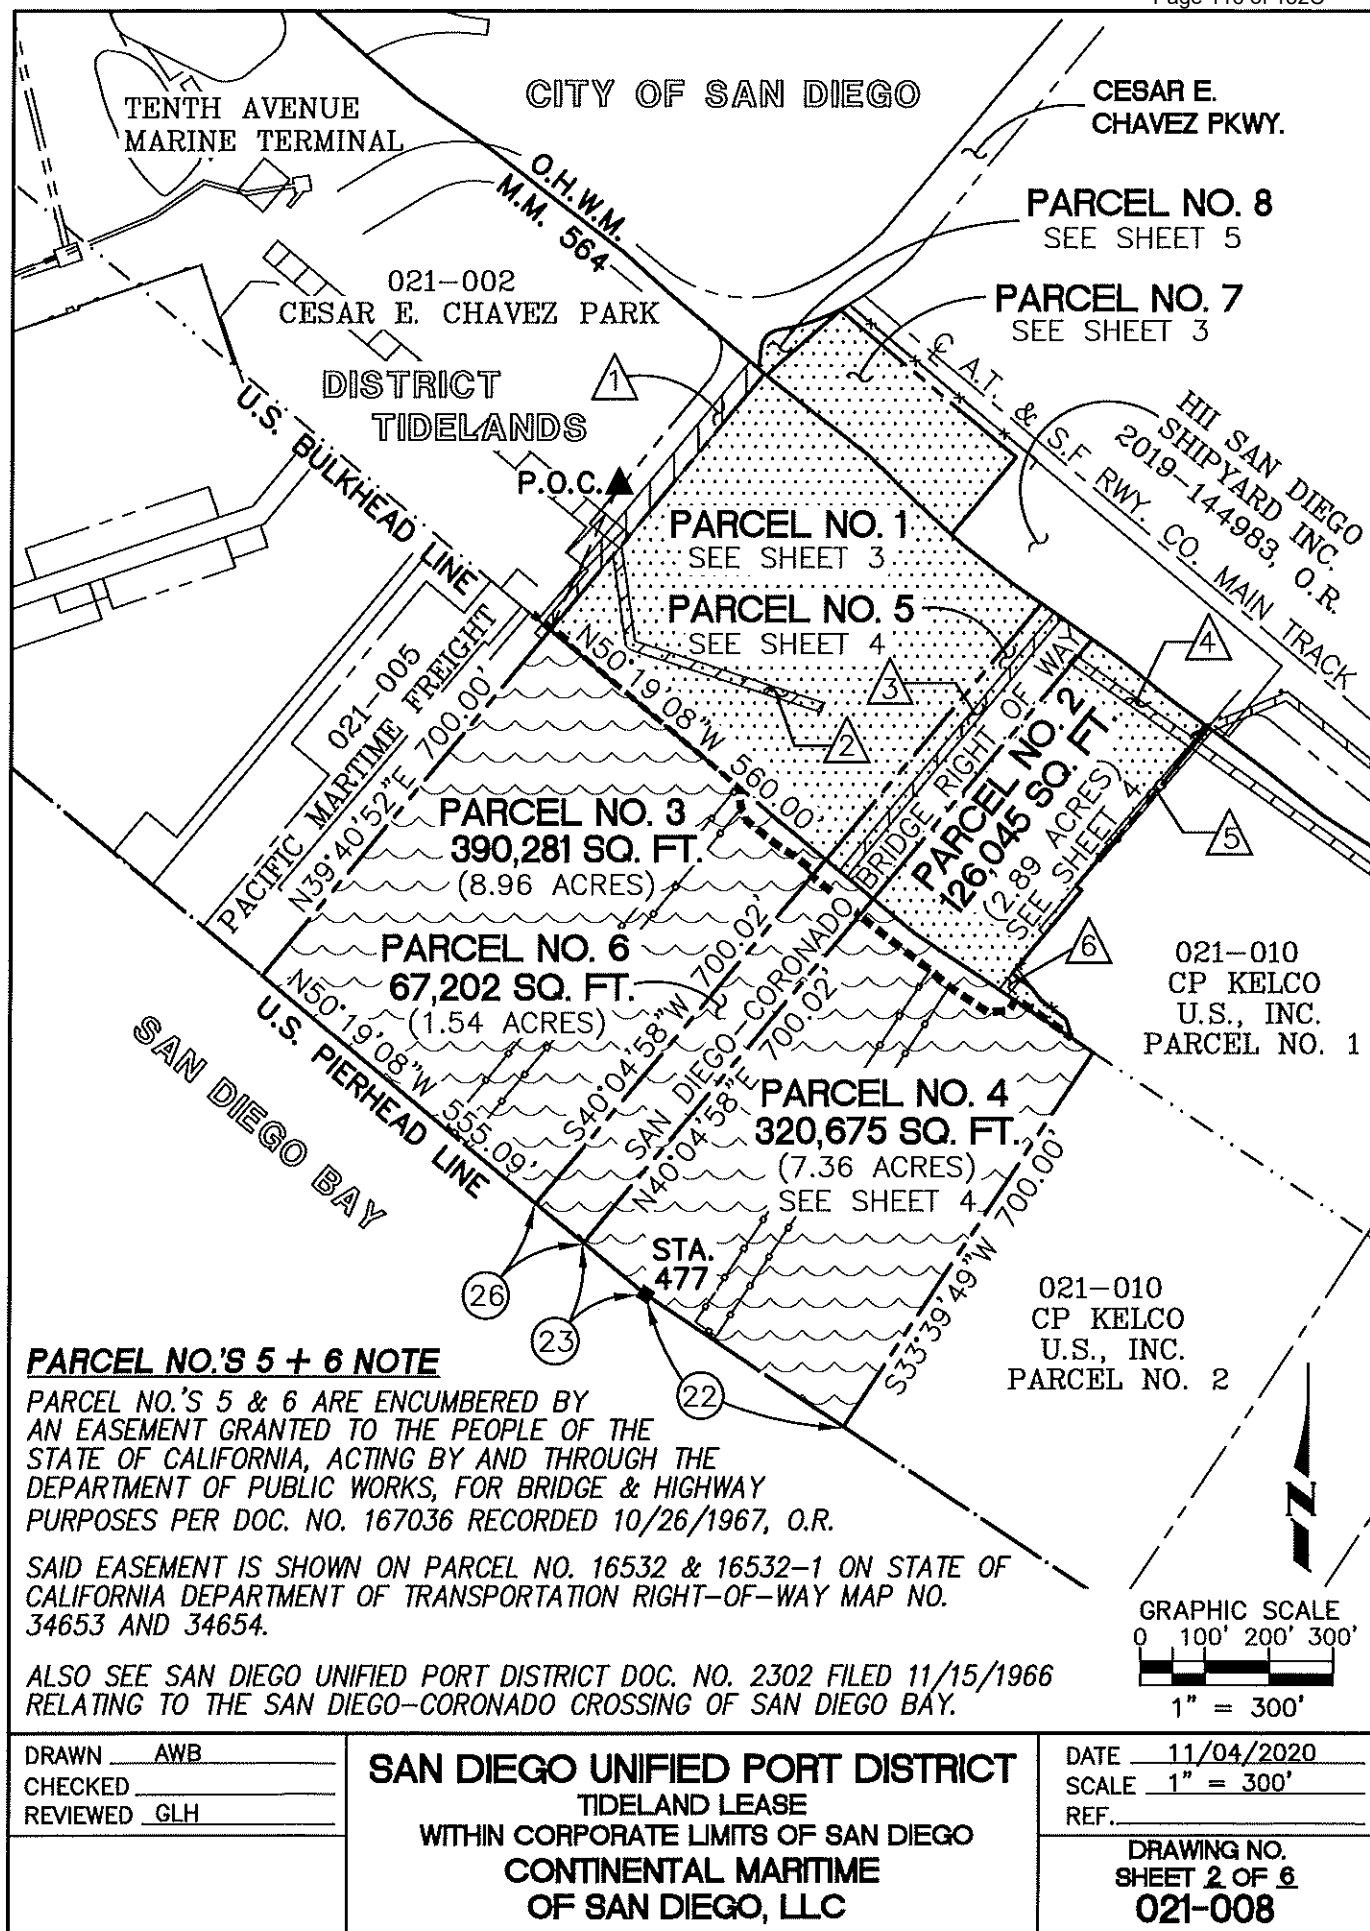 CITY OF SAN DIEGO
CESAR E.
CHAVEZ PKWY.
TENTH AVENUE
MARINE TERMINAL
O.H.W.M.
M.M. 564
PARCEL NO. 8
SEE SHEET 5
021-002
CESAR E. CHAVEZ PARK
PARCEL NO. 7
SEE SHEET 3
DISTRICT
TIDELANDS
1
U.S. BULKHEAD LINE
P.O.C.
℄ A.T. & S.F. RWY. CO. MAIN TRACK
HII SAN DIEGO
SHIPYARD INC.
2019-144983, O.R.
PARCEL NO. 1
SEE SHEET 3
PARCEL NO. 5
SEE SHEET 4
4
3
2
5
6
N50°19'08"W 560.00'
021-005
PACIFIC MARTIME FREIGHT
N39°40'52"E 700.00'
PARCEL NO. 2
126,045 SQ. FT.
(2.89 ACRES)
SEE SHEET 4
PARCEL NO. 3
390,281 SQ. FT.
(8.96 ACRES)
PARCEL NO. 6
67,202 SQ. FT.
(1.54 ACRES)
SAN DIEGO-CORONADO BRIDGE RIGHT OF WAY
S40°04'58"W 700.02'
N40°04'58"E 700.02'
021-010
CP KELCO
U.S., INC.
PARCEL NO. 1
N50°19'08"W 555.09'
U.S. PIERHEAD LINE
SAN DIEGO BAY
PARCEL NO. 4
320,675 SQ. FT.
(7.36 ACRES)
SEE SHEET 4
S33°39'49"W 700.00'
STA.
477
26
23
22
021-010
CP KELCO
U.S., INC.
PARCEL NO. 2
PARCEL NO.'S 5 + 6 NOTE
PARCEL NO.'S 5 & 6 ARE ENCUMBERED BY
AN EASEMENT GRANTED TO THE PEOPLE OF THE
STATE OF CALIFORNIA, ACTING BY AND THROUGH THE
DEPARTMENT OF PUBLIC WORKS, FOR BRIDGE & HIGHWAY
PURPOSES PER DOC. NO. 167036 RECORDED 10/26/1967, O.R.
SAID EASEMENT IS SHOWN ON PARCEL NO. 16532 & 16532-1 ON STATE OF
CALIFORNIA DEPARTMENT OF TRANSPORTATION RIGHT-OF-WAY MAP NO.
34653 AND 34654.
ALSO SEE SAN DIEGO UNIFIED PORT DISTRICT DOC. NO. 2302 FILED 11/15/1966
RELATING TO THE SAN DIEGO-CORONADO CROSSING OF SAN DIEGO BAY.
N
GRAPHIC SCALE
0 100' 200' 300'
1" = 300'
DRAWN AWB
CHECKED
REVIEWED GLH
SAN DIEGO UNIFIED PORT DISTRICT
TIDELAND LEASE
WITHIN CORPORATE LIMITS OF SAN DIEGO
CONTINENTAL MARITIME
OF SAN DIEGO, LLC
DATE 11/04/2020
SCALE 1" = 300'
REF.
DRAWING NO.
SHEET 2 OF 6
021-008